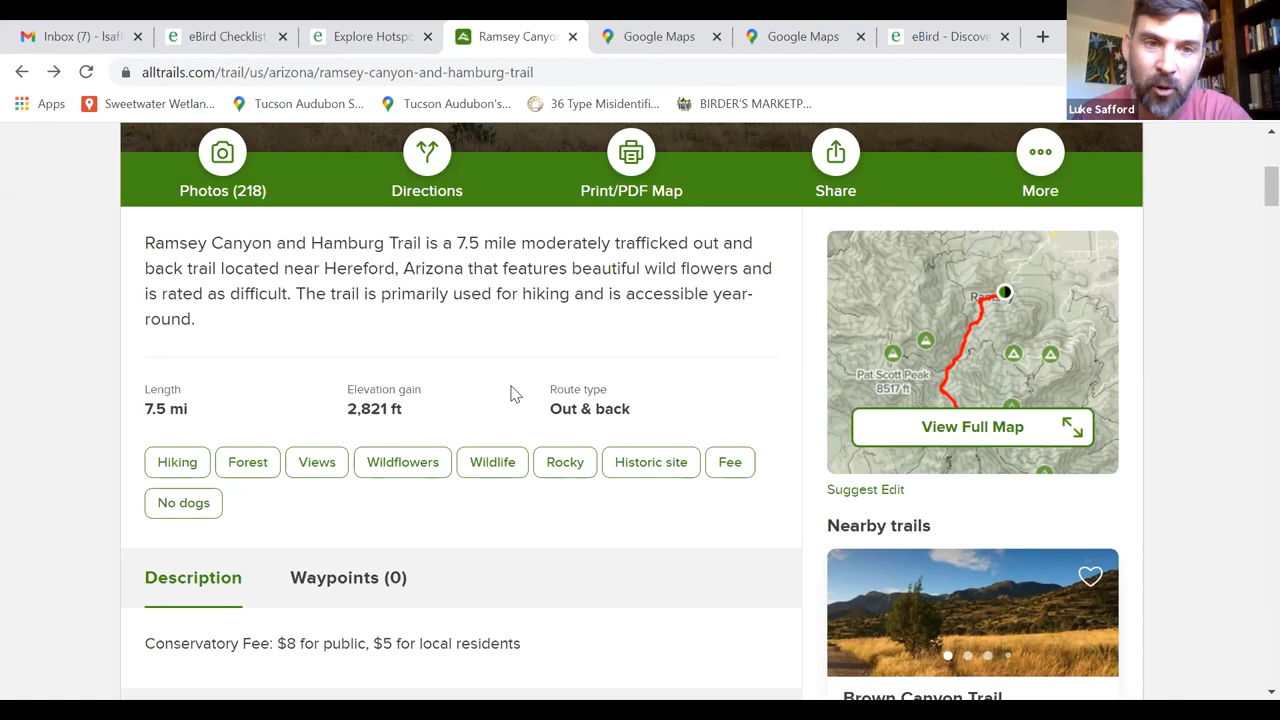 Inbox (7) - lsaff
eBird Checklist
Explore Hotspo
Ramsey Canyo
Google Maps
Google Maps
eBird - Discove
alltrails.com/trail/us/arizona/ramsey-canyon-and-hamburg-trail
Luke Safford
Apps
Sweetwater Wetlan...
Tucson Audubon S...
Tucson Audubon's...
36 Type Misidentifi...
BIRDER'S MARKETP...
Photos (218)
Directions
Print/PDF Map
Share
More
Ramsey Canyon and Hamburg Trail is a 7.5 mile moderately trafficked out and
back trail located near Hereford, Arizona that features beautiful wild flowers and
is rated as difficult. The trail is primarily used for hiking and is accessible year-
round.
Length
7.5 mi
Elevation gain
2,821 ft
Route type
Out & back
Hiking
Forest
Views
Wildflowers
Wildlife
Rocky
Historic site
Fee
No dogs
Description
Waypoints (0)
Conservatory Fee: $8 for public, $5 for local residents
Pat Scott Peak
8517 ft
View Full Map
Suggest Edit
Nearby trails
Brown Canyon Trail